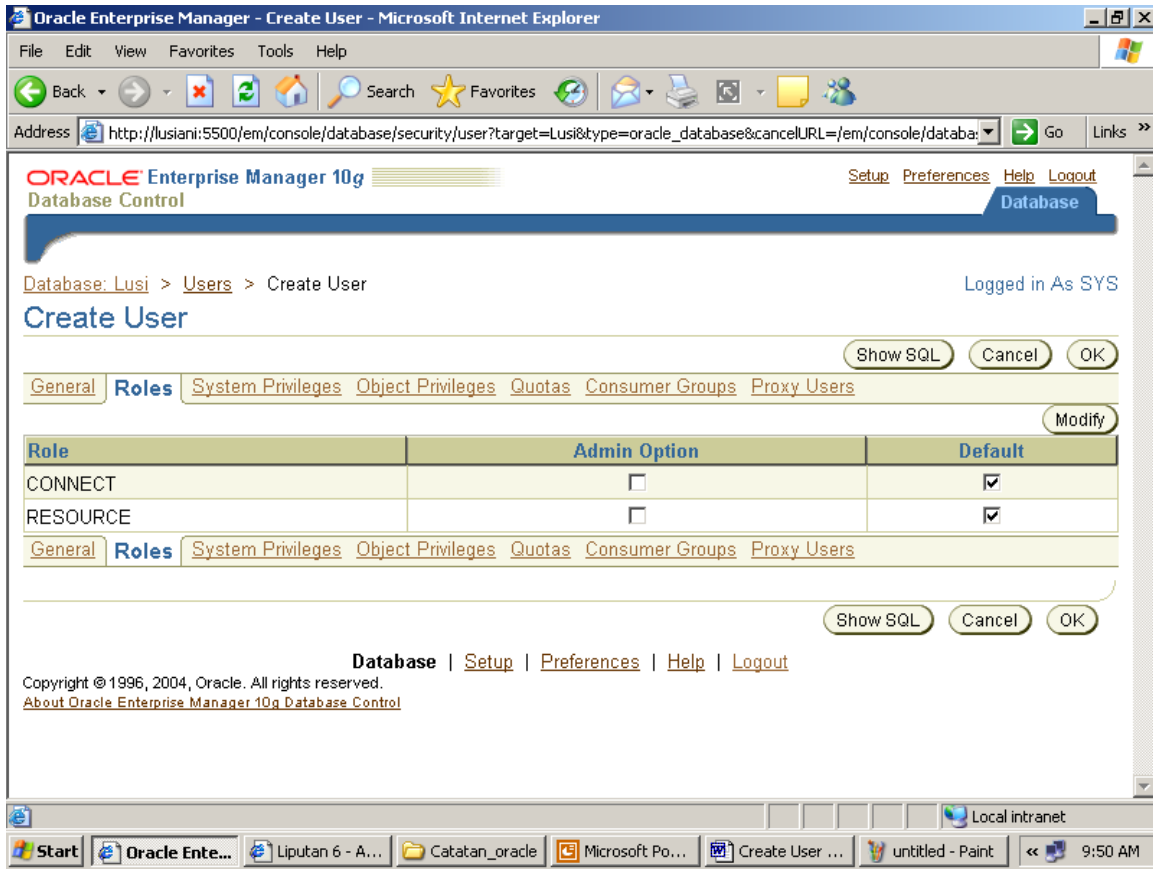 Oracle Enterprise Manager - Create User - Microsoft Internet Explorer
File Edit View Favorites Tools Help
Back Search Favorites
Address http://lusiani:5500/em/console/database/security/user?target=Lusi&type=oracle_database&cancelURL=/em/console/databa: Go Links »
ORACLE Enterprise Manager 10g
Database Control
Setup Preferences Help Logout
Database
Database: Lusi > Users > Create User
Logged in As SYS
Create User
Show SQL Cancel OK
General Roles System Privileges Object Privileges Quotas Consumer Groups Proxy Users
Modify
Role Admin Option Default
CONNECT
RESOURCE
General Roles System Privileges Object Privileges Quotas Consumer Groups Proxy Users
Show SQL Cancel OK
Database | Setup | Preferences | Help | Logout
Copyright © 1996, 2004, Oracle. All rights reserved.
About Oracle Enterprise Manager 10g Database Control
Local intranet
Start Oracle Ente... Liputan 6 - A... Catatan_oracle Microsoft Po... Create User ... untitled - Paint « 9:50 AM